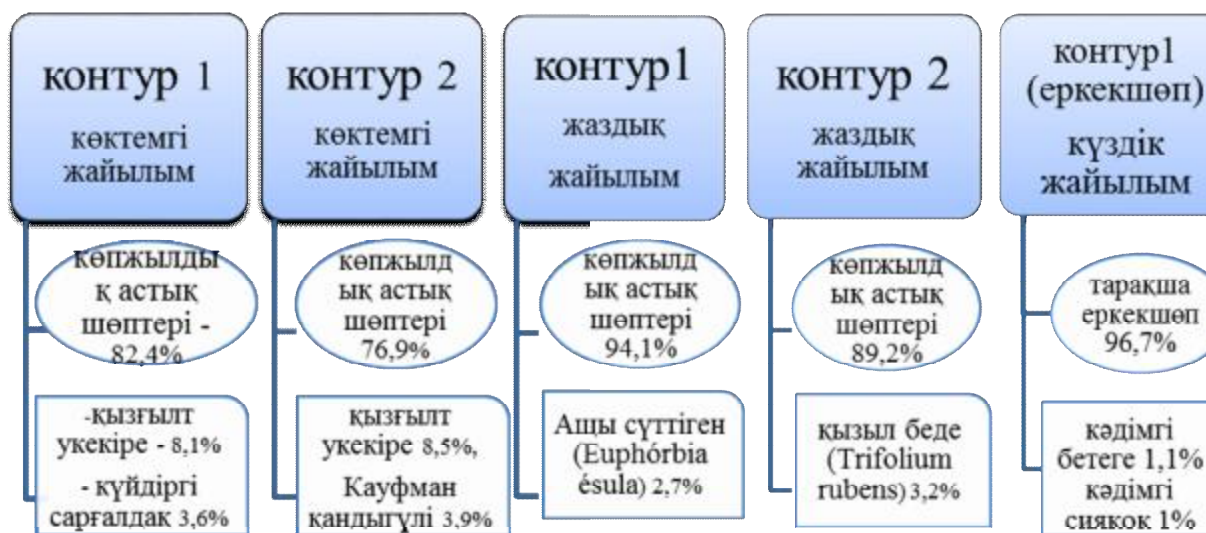 контур 1
көктемгі
жайылым
көпжылды
қ астық
шөптері -
82,4%
-қызғылт
укекіре - 8,1%
- күйдіргі
сарғалдақ 3,6%
контур 2
көктемгі
жайылым
көпжылд
ық астық
шөптері
76,9%
қызғылт
укекіре 8,5%,
Кауфман
қандыгүлі 3,9%
контур1
жаздық
жайылым
көпжылд
ық астық
шөптері
94,1%
Ащы сүттіген
(Euphórbia
ésula) 2,7%
контур 2
жаздық
жайылым
көпжылд
ық астық
шөптері
89,2%
қызыл беде
(Trifolium
rubens) 3,2%
контур1
(еркекшөп)
күздік
жайылым
тарақша
еркекшөп
96,7%
кәдімгі
бетеге 1,1%
кәдімгі
сиякоқ 1%